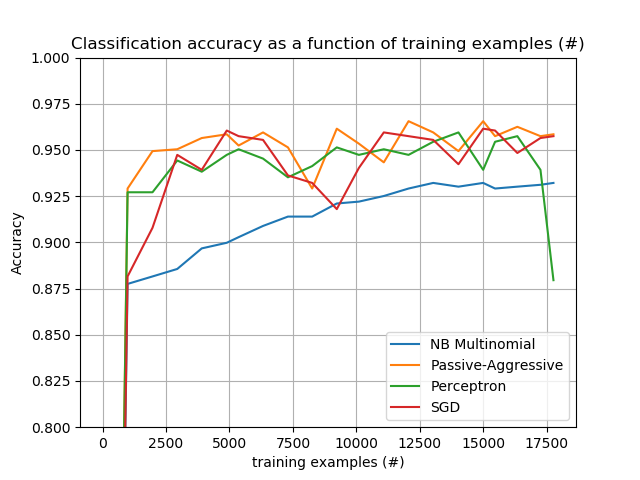 Classification accuracy as a function of training examples (#)
1.000
0.975
0.950
0.925
0.900
0.875
0.850
0.825
0.800
Accuracy
NB Multinomial
Passive-Aggressive
Perceptron
SGD
0 2500 5000 7500 10000 12500 15000 17500
training examples (#)